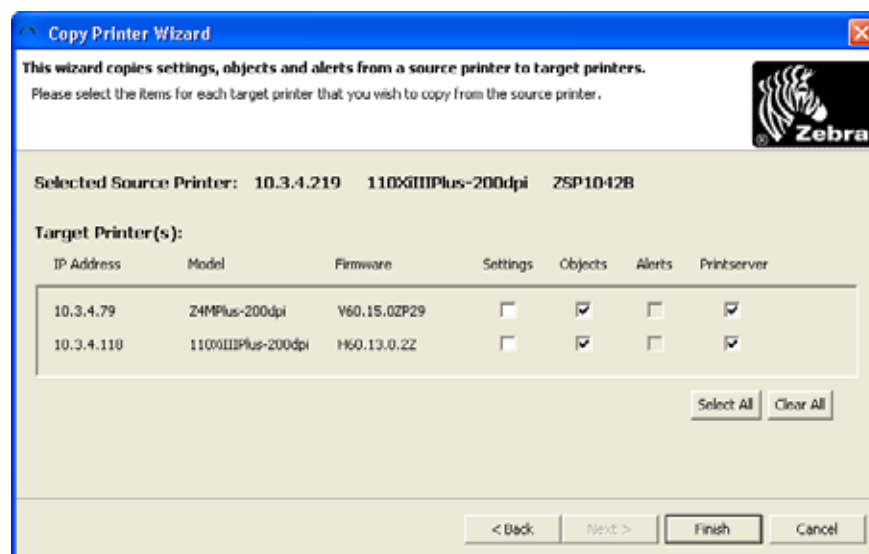 Copy Printer Wizard
This wizard copies settings, objects and alerts from a source printer to target printers.
Please select the items for each target printer that you wish to copy from the source printer.
Zebra
Selected Source Printer: 10.3.4.219 110XiIIIPlus-200dpi ZSP1042B
Target Printer(s):
IP Address Model Firmware Settings Objects Alerts Printserver
10.3.4.79 Z4MPlus-200dpi V60.15.0ZP29
10.3.4.118 110XiIIIPlus-200dpi H60.13.0.2Z
Select All Clear All
< Back Next > Finish Cancel